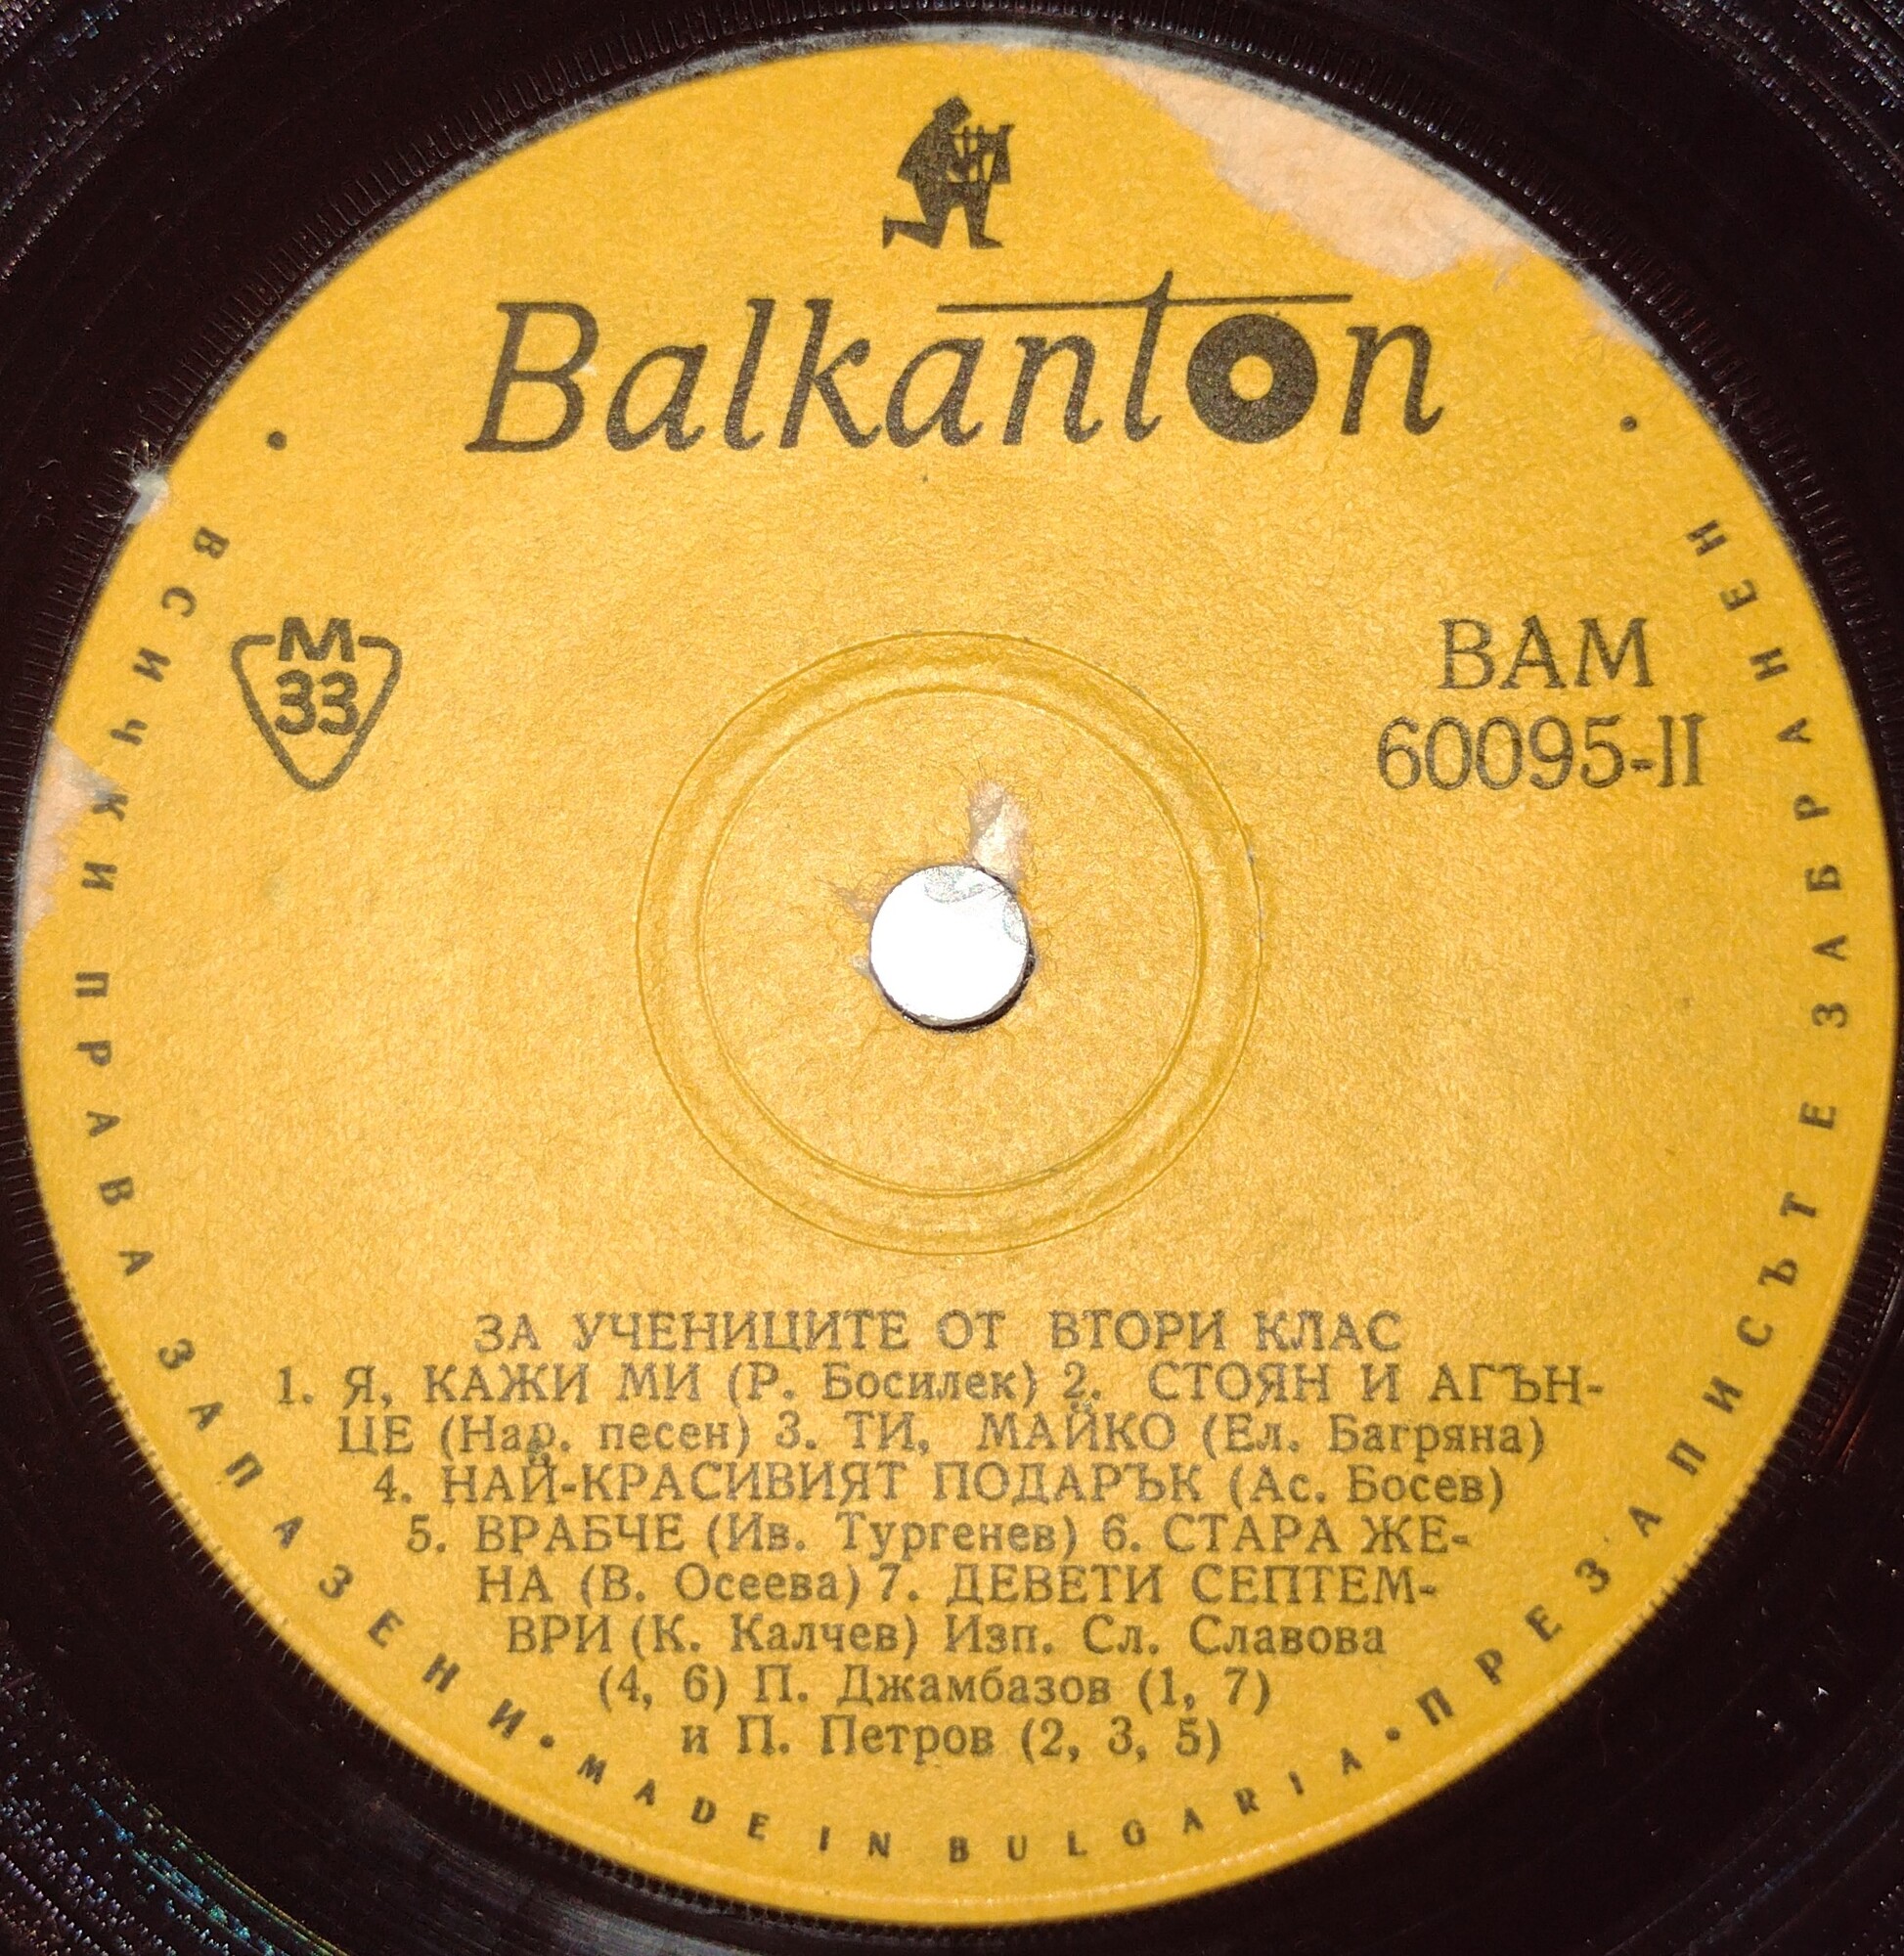 Balkanton
М
33
ВАМ
60095-II
ЗА УЧЕНИЦИТЕ ОТ ВТОРИ КЛАС
1. Я, КАЖИ МИ (Р. Босилек) 2. СТОЯН И АГЪН-
ЦЕ (Нар. песен) 3. ТИ, МАЙКО (Ел. Багряна)
4. НАЙ-КРАСИВИЯТ ПОДАРЪК (Ас. Босев)
5. ВРАБЧЕ (Ив. Тургенев) 6. СТАРА ЖЕ-
НА (В. Осеева) 7. ДЕВЕТИ СЕПТЕМ-
ВРИ (К. Калчев) Изп. Сл. Славова
(4, 6) П. Джамбазов (1, 7)
и П. Петров (2, 3, 5)
• ВСИЧКИ ПРАВА ЗАПАЗЕНИ • MADE IN BULGARIA • ПРЕЗАПИСЪТ Е ЗАБРАНЕН •